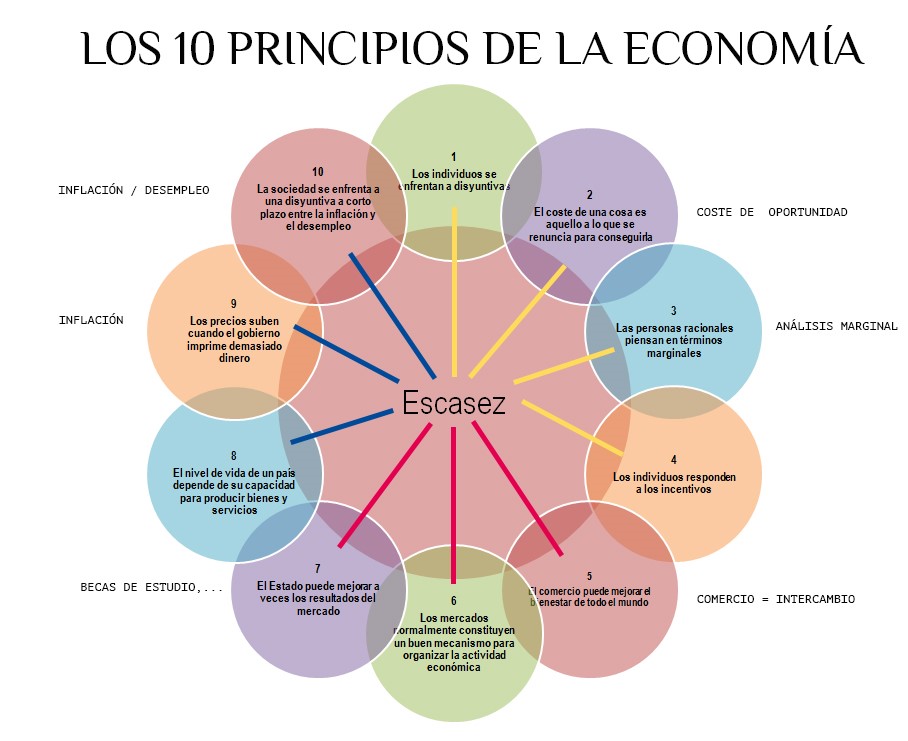 LOS 10 PRINCIPIOS DE LA ECONOMÍA
1
Los individuos se
enfrentan a disyuntivas
2
El coste de una cosa es
aquello a lo que se
renuncia para conseguirla
COSTE DE OPORTUNIDAD
3
Las personas racionales
piensan en términos
marginales
ANÁLISIS MARGINAL
4
Los individuos responden
a los incentivos
5
El comercio puede mejorar el
bienestar de todo el mundo
COMERCIO = INTERCAMBIO
6
Los mercados
normalmente constituyen
un buen mecanismo para
organizar la actividad
económica
7
El Estado puede mejorar a
veces los resultados del
mercado
BECAS DE ESTUDIO,...
8
El nivel de vida de un país
depende de su capacidad
para producir bienes y
servicios
9
Los precios suben
cuando el gobierno
imprime demasiado
dinero
INFLACIÓN
10
La sociedad se enfrenta a
una disyuntiva a corto
plazo entre la inflación y
el desempleo
INFLACIÓN / DESEMPLEO
Escasez